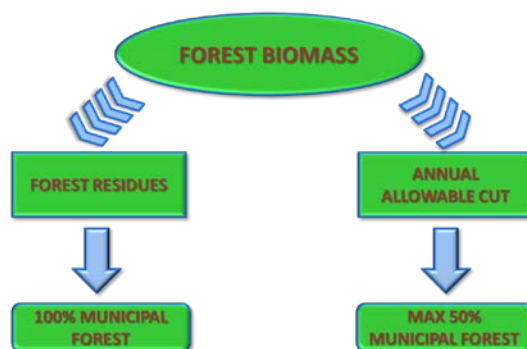 FOREST BIOMASS
FOREST RESIDUES
ANNUAL
ALLOWABLE CUT
100% MUNICIPAL
FOREST
MAX 50%
MUNICIPAL FOREST